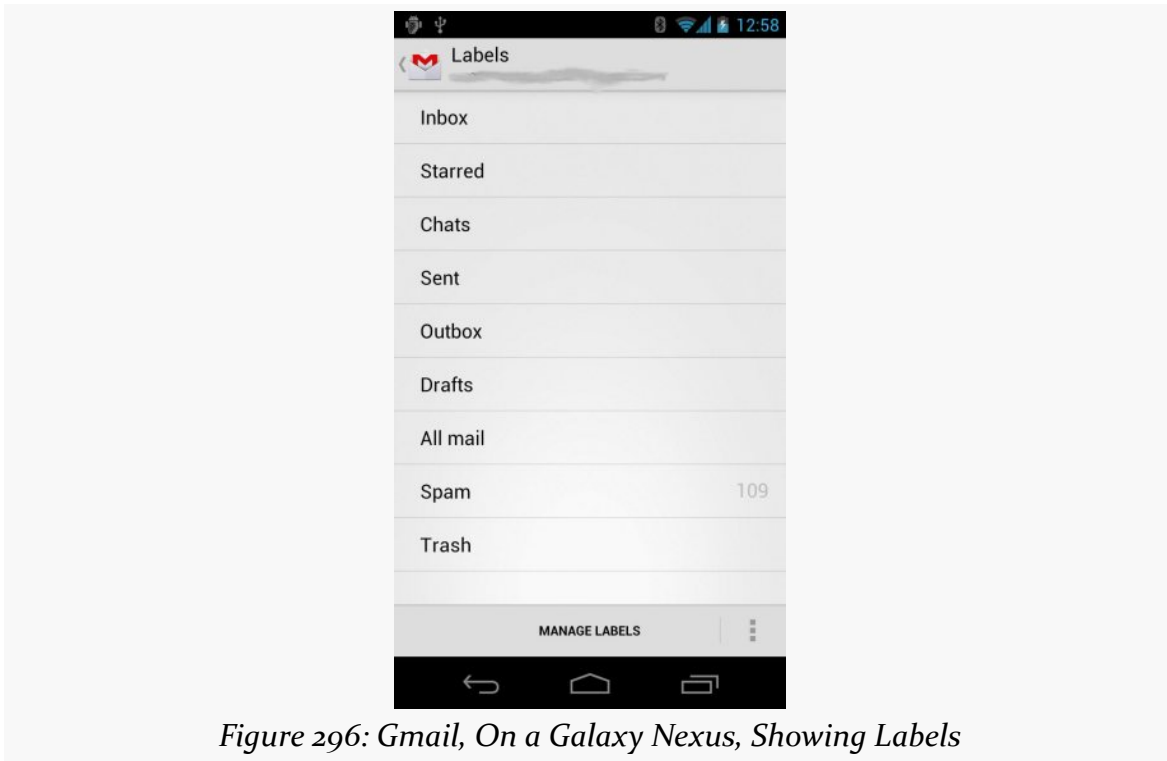 12:58
Labels
Inbox
Starred
Chats
Sent
Outbox
Drafts
All mail
Spam 109
Trash
MANAGE LABELS
Figure 296: Gmail, On a Galaxy Nexus, Showing Labels